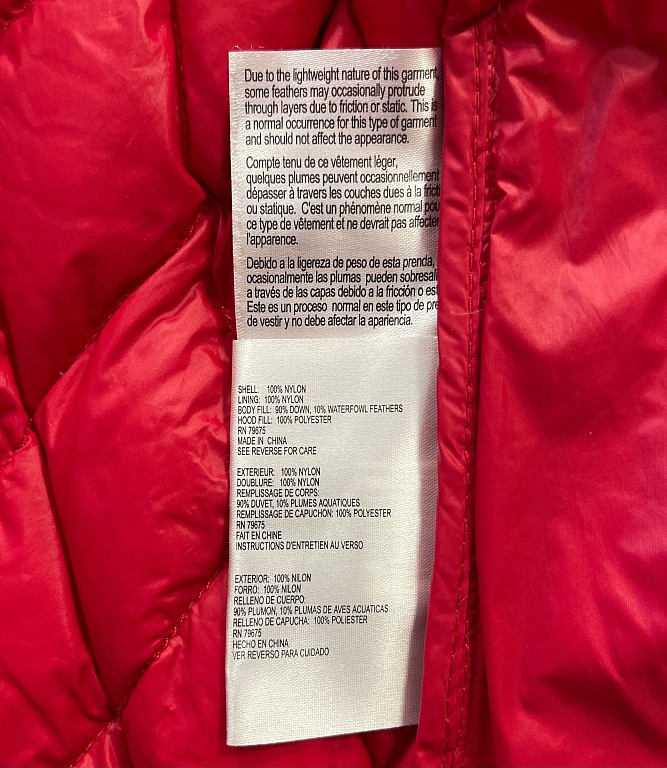 Due to the lightweight nature of this garment,
some feathers may occasionally protrude
through layers due to friction or static. This is
a normal occurrence for this type of garment
and should not affect the appearance.
Compte tenu de ce vêtement léger,
quelques plumes peuvent occasionnellement
dépasser à travers les couches dues à la fricti
ou statique. C'est un phénomène normal pou
ce type de vêtement et ne devrait pas affecter
l'apparence.
Debido a la ligereza de peso de esta prenda,
ocasionalmente las plumas pueden sobresali
a través de las capas debido a la fricción o est
Este es un proceso normal en este tipo de pre
de vestir y no debe afectar la apariencia.
SHELL: 100% NYLON
LINING: 100% NYLON
BODY FILL: 90% DOWN, 10% WATERFOWL FEATHERS
HOOD FILL: 100% POLYESTER
RN 79675
MADE IN CHINA
SEE REVERSE FOR CARE
EXTERIEUR: 100% NYLON
DOUBLURE: 100% NYLON
REMPLISSAGE DE CORPS:
90% DUVET, 10% PLUMES AQUATIQUES
REMPLISSAGE DE CAPUCHON: 100% POLYESTER
RN 79675
FAIT EN CHINE
INSTRUCTIONS D'ENTRETIEN AU VERSO
EXTERIOR: 100% NILON
FORRO: 100% NILON
RELLENO DE CUERPO:
90% PLUMON, 10% PLUMAS DE AVES ACUATICAS
RELLENO DE CAPUCHA: 100% POLIESTER
RN 79675
HECHO EN CHINA
VER REVERSO PARA CUIDADO